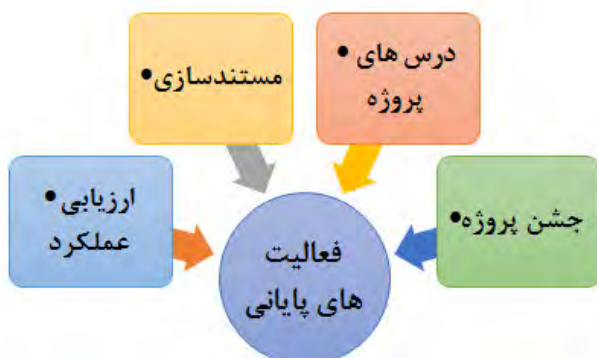 درس های •
پروژه
مستندسازی •
جشن پروژه •
ارزیابی •
عملکرد
فعالیت
های پایانی